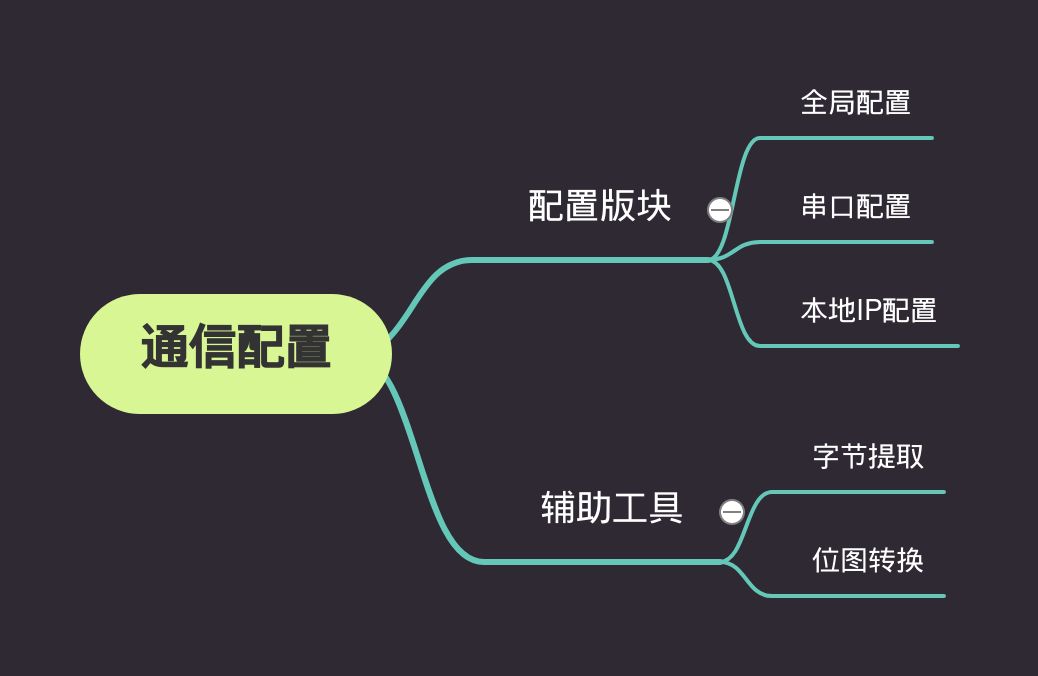 通信配置
配置版块
全局配置
串口配置
本地IP配置
辅助工具
字节提取
位图转换